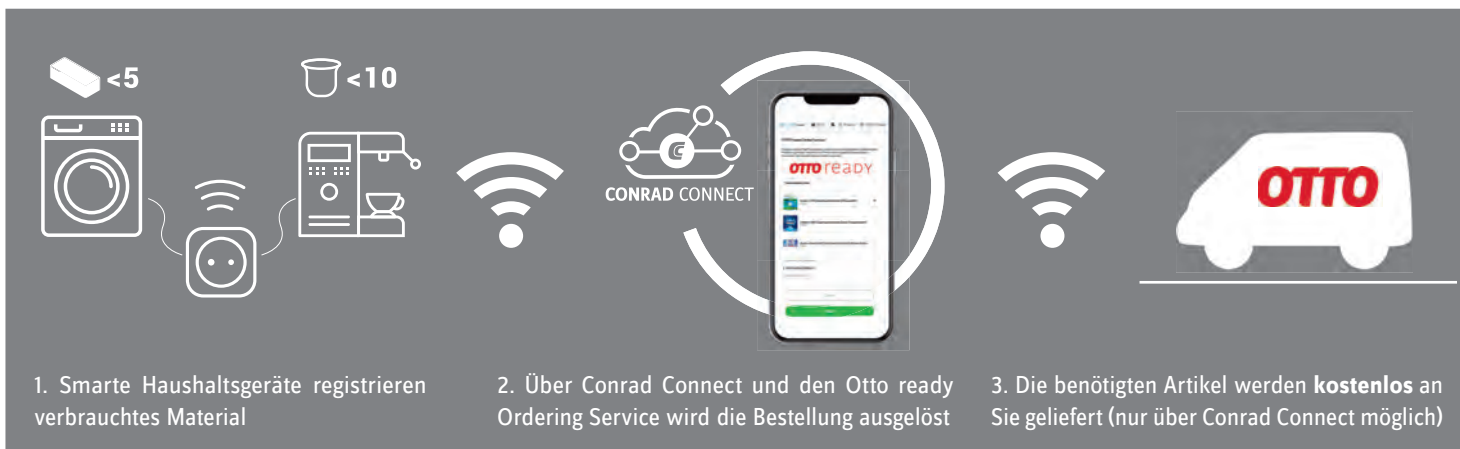 <5
<10
CONRAD CONNECT
OTTO ready
OTTO
1. Smarte Haushaltsgeräte registrieren
verbrauchtes Material
2. Über Conrad Connect und den Otto ready
Ordering Service wird die Bestellung ausgelöst
3. Die benötigten Artikel werden kostenlos an
Sie geliefert (nur über Conrad Connect möglich)